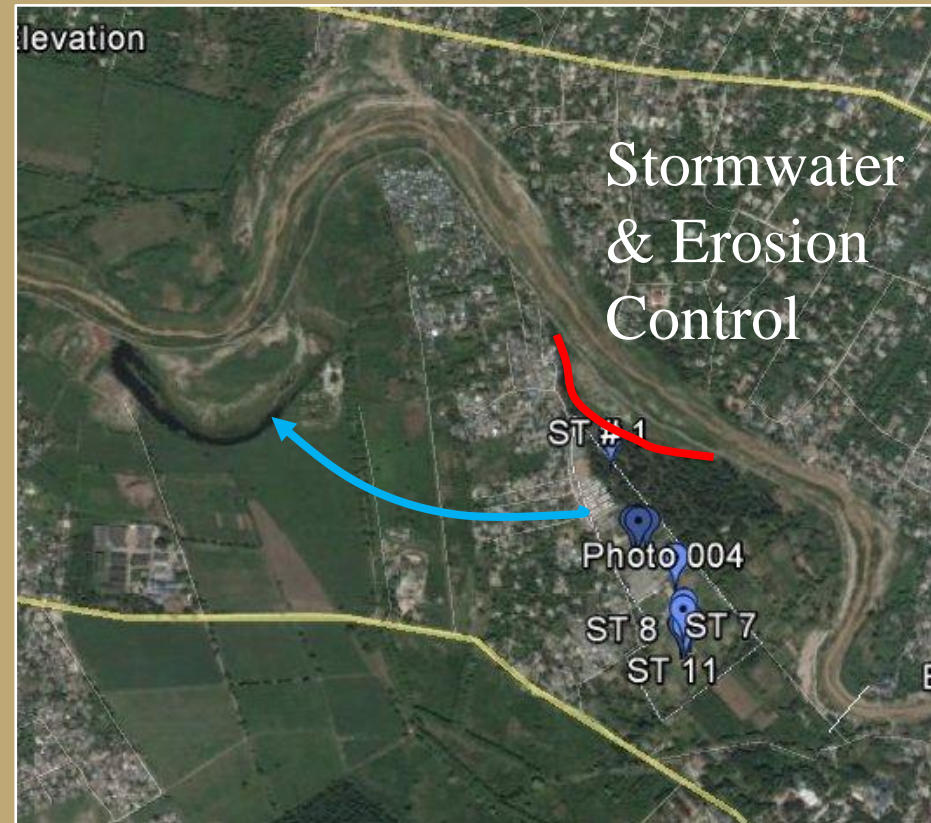 Elevation
Stormwater
& Erosion
Control
ST # 1
Photo 004
ST 8 ST 7
ST 11
E